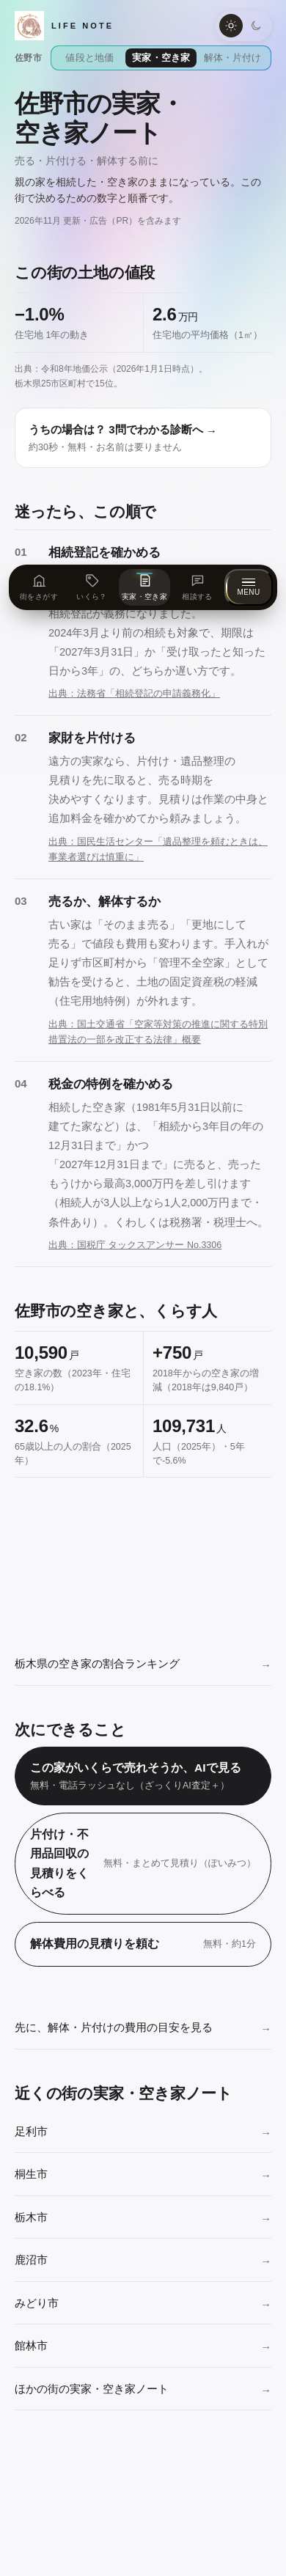 LIFE NOTE
佐野市
値段と地価
実家・空き家
解体・片付け
佐野市の実家・
空き家ノート
売る・片付ける・解体する前に
親の家を相続した・空き家のままになっている。この
街で決めるための数字と順番です。
2026年11月 更新・広告（PR）を含みます
この街の土地の値段
−1.0%
住宅地 1年の動き
2.6万円
住宅地の平均価格（1㎡）
出典：令和8年地価公示（2026年1月1日時点）。
栃木県25市区町村で15位。
うちの場合は？ 3問でわかる診断へ →
約30秒・無料・お名前は要りません
迷ったら、この順で
01
相続登記を確かめる
街をさがす
いくら？
実家・空き家
相談する
MENU
相続登記が義務になりました。
2024年3月より前の相続も対象で、期限は
「2027年3月31日」か「受け取ったと知った
日から3年」の、どちらか遅い方です。
出典：法務省「相続登記の申請義務化」
02
家財を片付ける
遠方の実家なら、片付け・遺品整理の
見積りを先に取ると、売る時期を
決めやすくなります。見積りは作業の中身と
追加料金を確かめてから頼みましょう。
出典：国民生活センター「遺品整理を頼むときは、
事業者選びは慎重に」
03
売るか、解体するか
古い家は「そのまま売る」「更地にして
売る」で値段も費用も変わります。手入れが
足りず市区町村から「管理不全空家」として
勧告を受けると、土地の固定資産税の軽減
（住宅用地特例）が外れます。
出典：国土交通省「空家等対策の推進に関する特別
措置法の一部を改正する法律」概要
04
税金の特例を確かめる
相続した空き家（1981年5月31日以前に
建てた家など）は、「相続から3年目の年の
12月31日まで」かつ
「2027年12月31日まで」に売ると、売った
もうけから最高3,000万円を差し引けます
（相続人が3人以上なら1人2,000万円まで・
条件あり）。くわしくは税務署・税理士へ。
出典：国税庁 タックスアンサー No.3306
佐野市の空き家と、くらす人
10,590戸
空き家の数（2023年・住宅
の18.1%）
+750戸
2018年からの空き家の増
減（2018年は9,840戸）
32.6%
65歳以上の人の割合（2025
年）
109,731人
人口（2025年）・5年
で-5.6%
栃木県の空き家の割合ランキング →
次にできること
この家がいくらで売れそうか、AIで見る
無料・電話ラッシュなし（ざっくりAI査定＋）
片付け・不
用品回収の
見積りをく
らべる
無料・まとめて見積り（ぽいみつ）
解体費用の見積りを頼む
無料・約1分
先に、解体・片付けの費用の目安を見る →
近くの街の実家・空き家ノート
足利市 →
桐生市 →
栃木市 →
鹿沼市 →
みどり市 →
館林市 →
ほかの街の実家・空き家ノート →